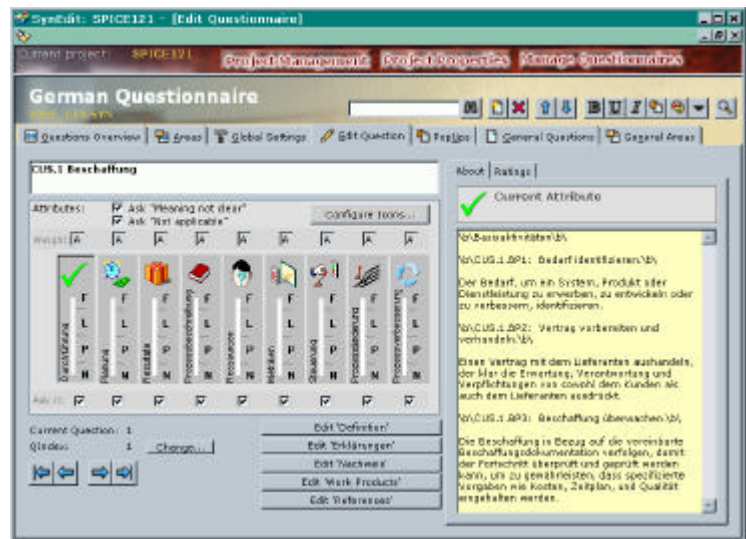 SynEdit: SPICE121 - [Edit Questionnaire]
Current project: SPICE121 Project Management Project Properties Manage Questionnaires
German Questionnaire
Questions Overview Areas Global Settings Edit Question PopUps General Questions General Areas
CUS.1 Beschaffung
About Ratings
Current Attribute
Attributes: Ask "Meaning not clear"
Ask "Not applicable"
Configure Icons...
Weight: A A A A A A A A A
F F F F F F F F F
L L L L L L L L L
P P P P P P P P P
N N N N N N N N N
Durchführung Planung Resultate Prozessbeschreibung Ressourcen Metriken Steuerung Prozessänderung Prozessverbesserung
Ask it:
\b\Basisaktivitäten\b\
\b\CUS.1.BP1: Bedarf identifizieren.\b\
Der Bedarf, um ein System, Produkt oder
Dienstleistung zu erwerben, zu entwickeln oder
zu verbessern, identifizieren.
\b\CUS.1.BP2: Vertrag vorbereiten und
verhandeln.\b\
Einen Vertrag mit dem Lieferanten aushandeln,
der klar die Erwartung, Verantwortung und
Verpflichtungen von sowohl dem Kunden als
auch dem Lieferanten ausdrückt.
\b\CUS.1.BP3: Beschaffung überwachen.\b\
Die Beschaffung in Bezug auf die vereinbarte
Beschaffungsdokumentation verfolgen, damit
der Fortschritt überprüft und geprüft werden
kann, um zu gewährleisten, dass spezifizierte
Vorgaben wie Kosten, Zeitplan, und Qualität
eingehalten werden.
Current Question: 1
QIndex: 1 Change...
Edit 'Definition'
Edit 'Erklärungen'
Edit 'Nachweis'
Edit 'Work Products'
Edit 'References'